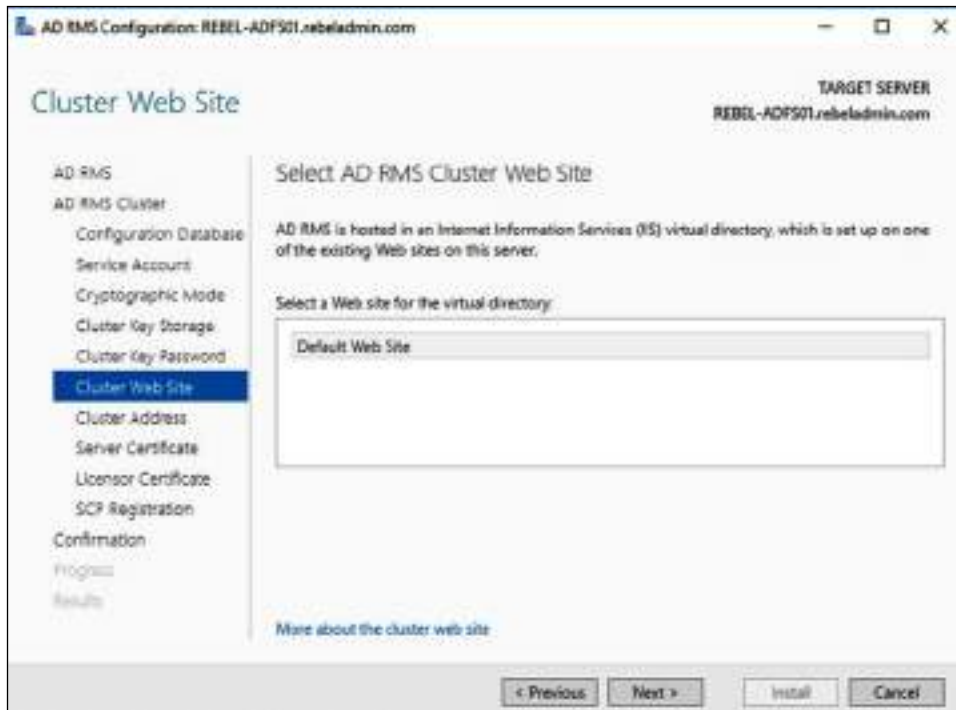 AD RMS Configuration: REBEL-ADFS01.rebeladmin.com
Cluster Web Site
TARGET SERVER
REBEL-ADFS01.rebeladmin.com
AD RMS
AD RMS Cluster
Configuration Database
Service Account
Cryptographic Mode
Cluster Key Storage
Cluster Key Password
Cluster Web Site
Cluster Address
Server Certificate
Licensor Certificate
SCP Registration
Confirmation
Progress
Results
Select AD RMS Cluster Web Site
AD RMS is hosted in an Internet Information Services (IIS) virtual directory, which is set up on one
of the existing Web sites on this server.
Select a Web site for the virtual directory:
Default Web Site
More about the cluster web site
< Previous
Next >
Install
Cancel